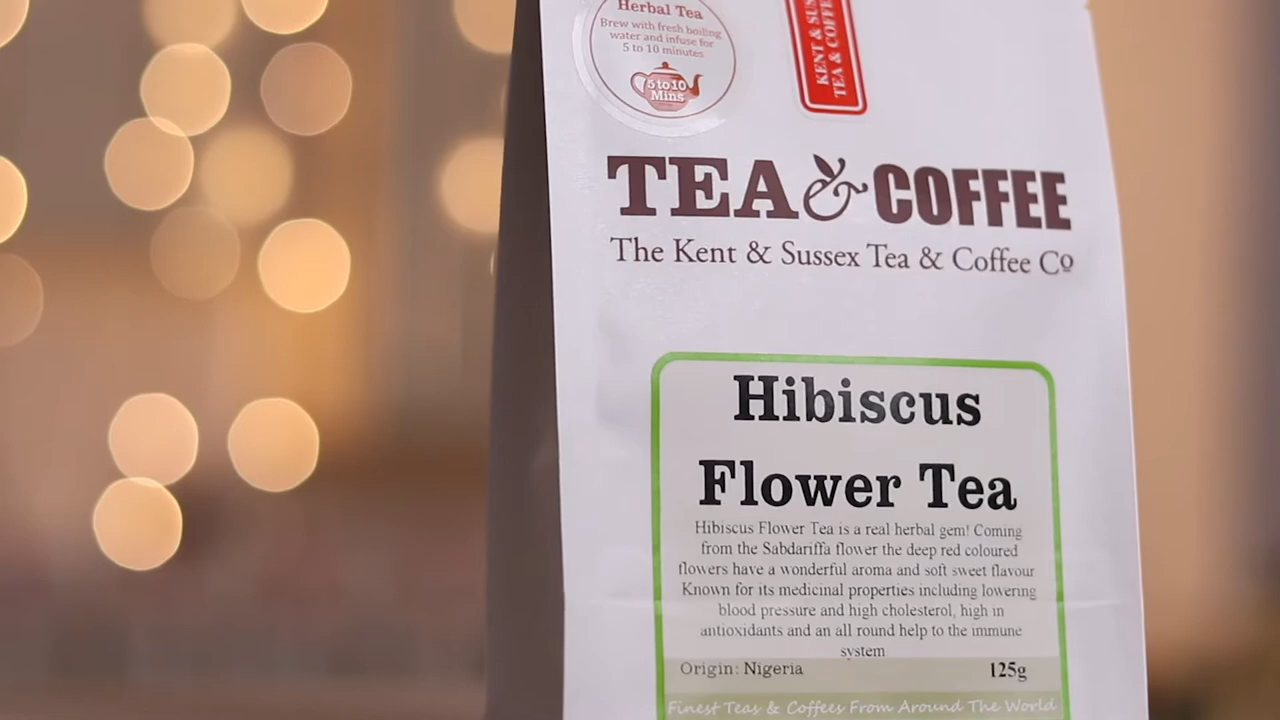 Herbal Tea
Brew with fresh boiling
water and infuse for
5 to 10 minutes
5 to 10
Mins
KENT & SUS
TEA & COFFE
TEA & COFFEE
The Kent & Sussex Tea & Coffee Cº
Hibiscus
Flower Tea
Hibiscus Flower Tea is a real herbal gem! Coming
from the Sabdariffa flower the deep red coloured
flowers have a wonderful aroma and soft sweet flavour
Known for its medicinal properties including lowering
blood pressure and high cholesterol, high in
antioxidants and an all round help to the immune
system
Origin: Nigeria 125g
Finest Teas & Coffees From Around The World